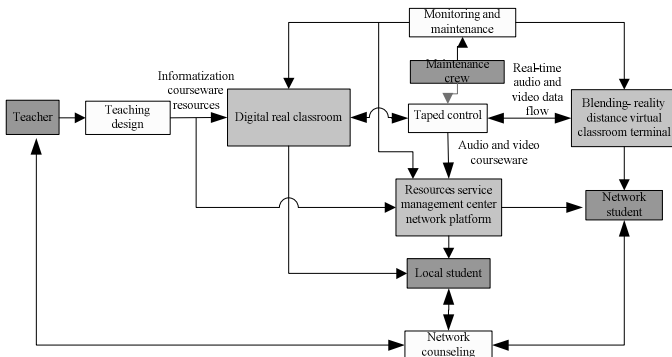 Monitoring and
maintenance
Maintenance
crew
Informatization
courseware
resources
Real-time
audio and
video data
flow
Teacher
Teaching
design
Digital real classroom
Taped control
Blending- reality
distance virtual
classroom terminal
Audio and video
courseware
Resources service
management center
network platform
Network
student
Local student
Network
counseling